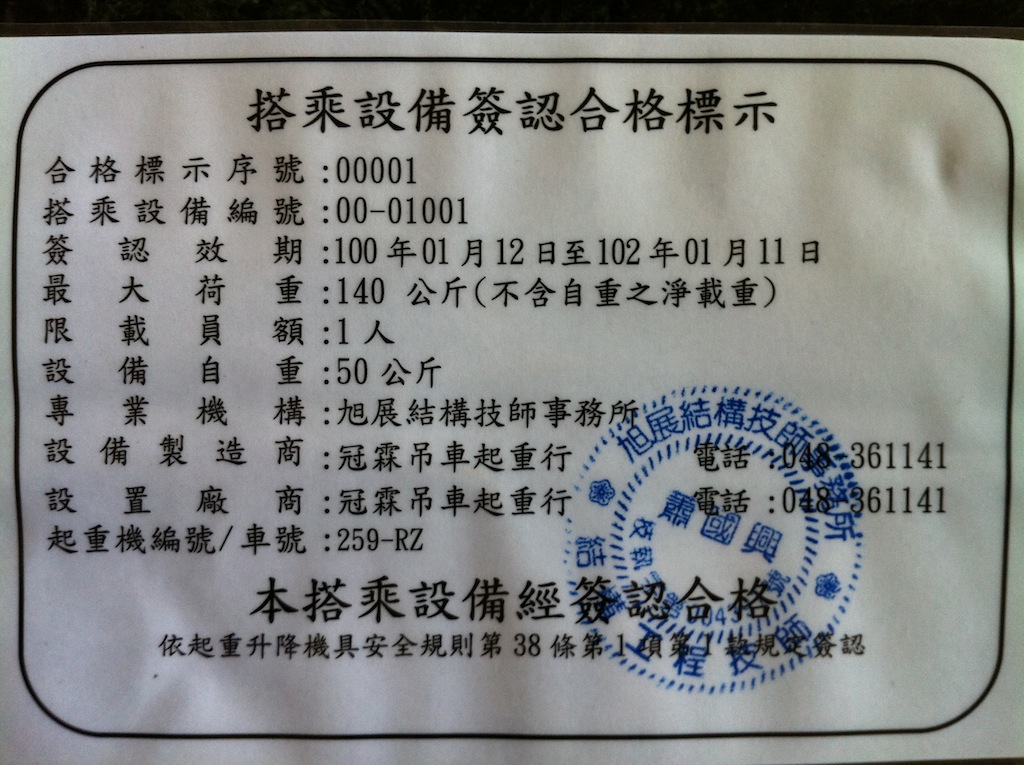 搭乘設備簽認合格標示
合格標示序號:00001
搭乘設備編號:00-01001
簽認效期:100年01月12日至102年01月11日
最大荷重:140 公斤(不含自重之淨載重)
限載員額:1人
設備自重:50公斤
專業機構:旭展結構技師事務所
設備製造商:冠霖吊車起重行 電話:048-361141
設置廠商:冠霖吊車起重行 電話:048-361141
起重機編號/車號:259-RZ
本搭乘設備經簽認合格
依起重升降機具安全規則第38條第1項第1款規定簽認
旭展結構技師事務所
蕭國興
技執字第
號
結構工程技師